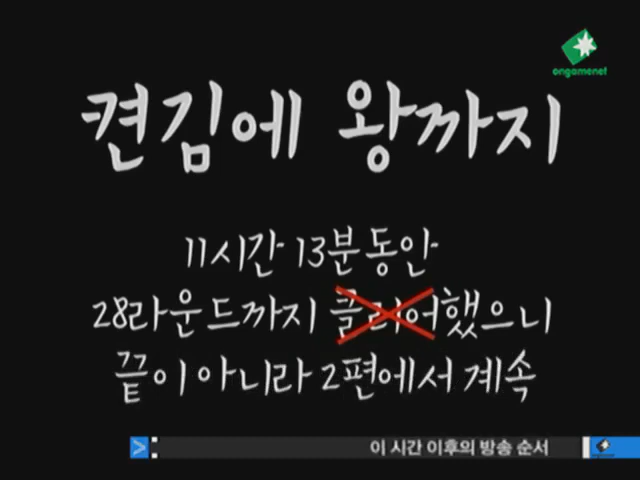 ongamenet
켠김에 왕까지
11시간 13분동안
28라운드까지 클리어했으니
끝이 아니라 2편에서 계속
이 시간 이후의 방송 순서